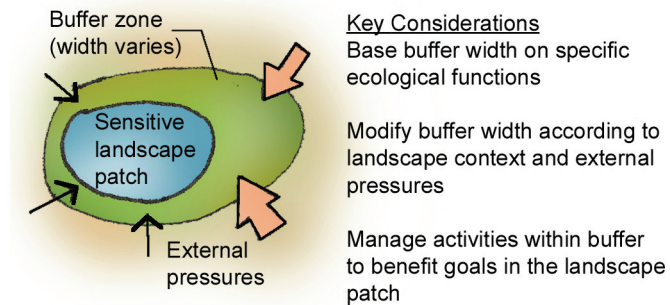 Buffer zone
(width varies)
Sensitive
landscape
patch
External
pressures
Key Considerations
Base buffer width on specific
ecological functions
Modify buffer width according to
landscape context and external
pressures
Manage activities within buffer
to benefit goals in the landscape
patch